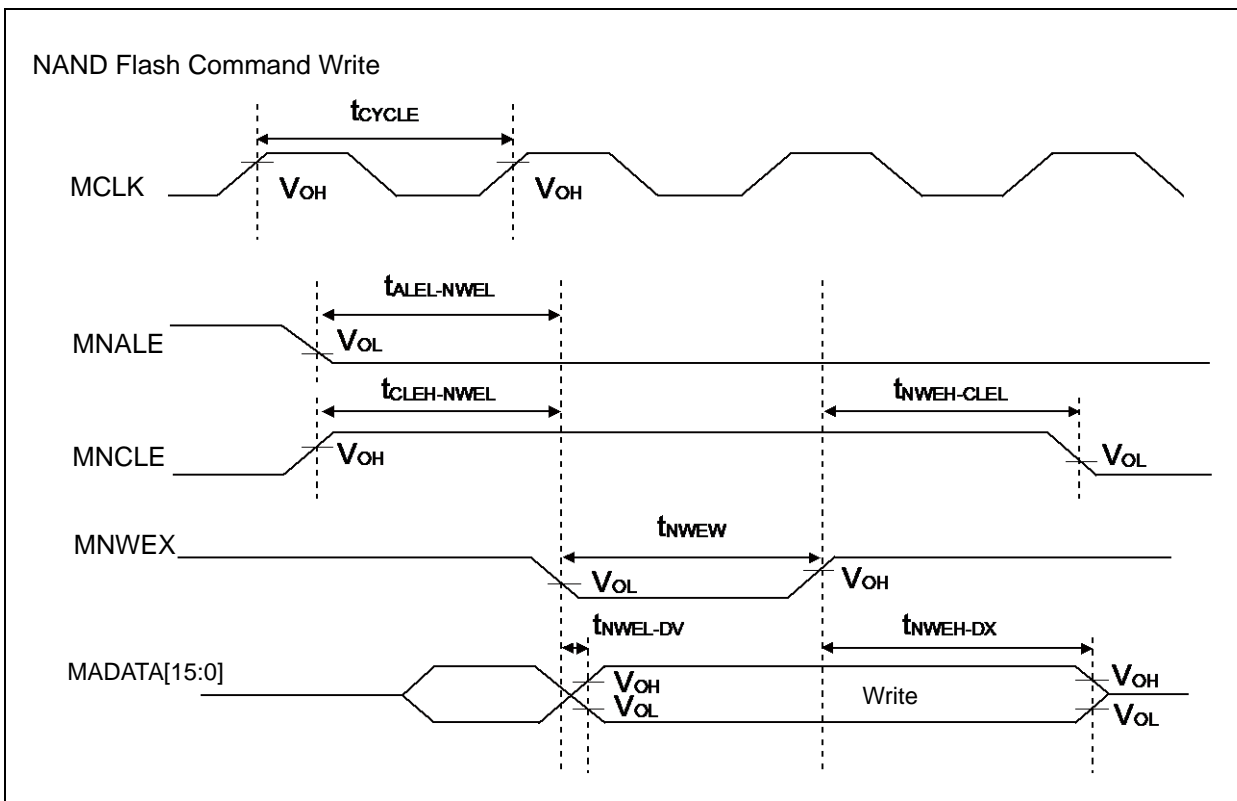 NAND Flash Command Write
tCYCLE
MCLK
VOH
VOH
tALEL-NWEL
MNALE
VOL
tCLEH-NWEL
tNWEH-CLEL
MNCLE
VOH
VOL
MNWEX
tNWEW
VOL
VOH
tNWEL-DV
tNWEH-DX
MADATA[15:0]
VOH
VOL
Write
VOH
VOL